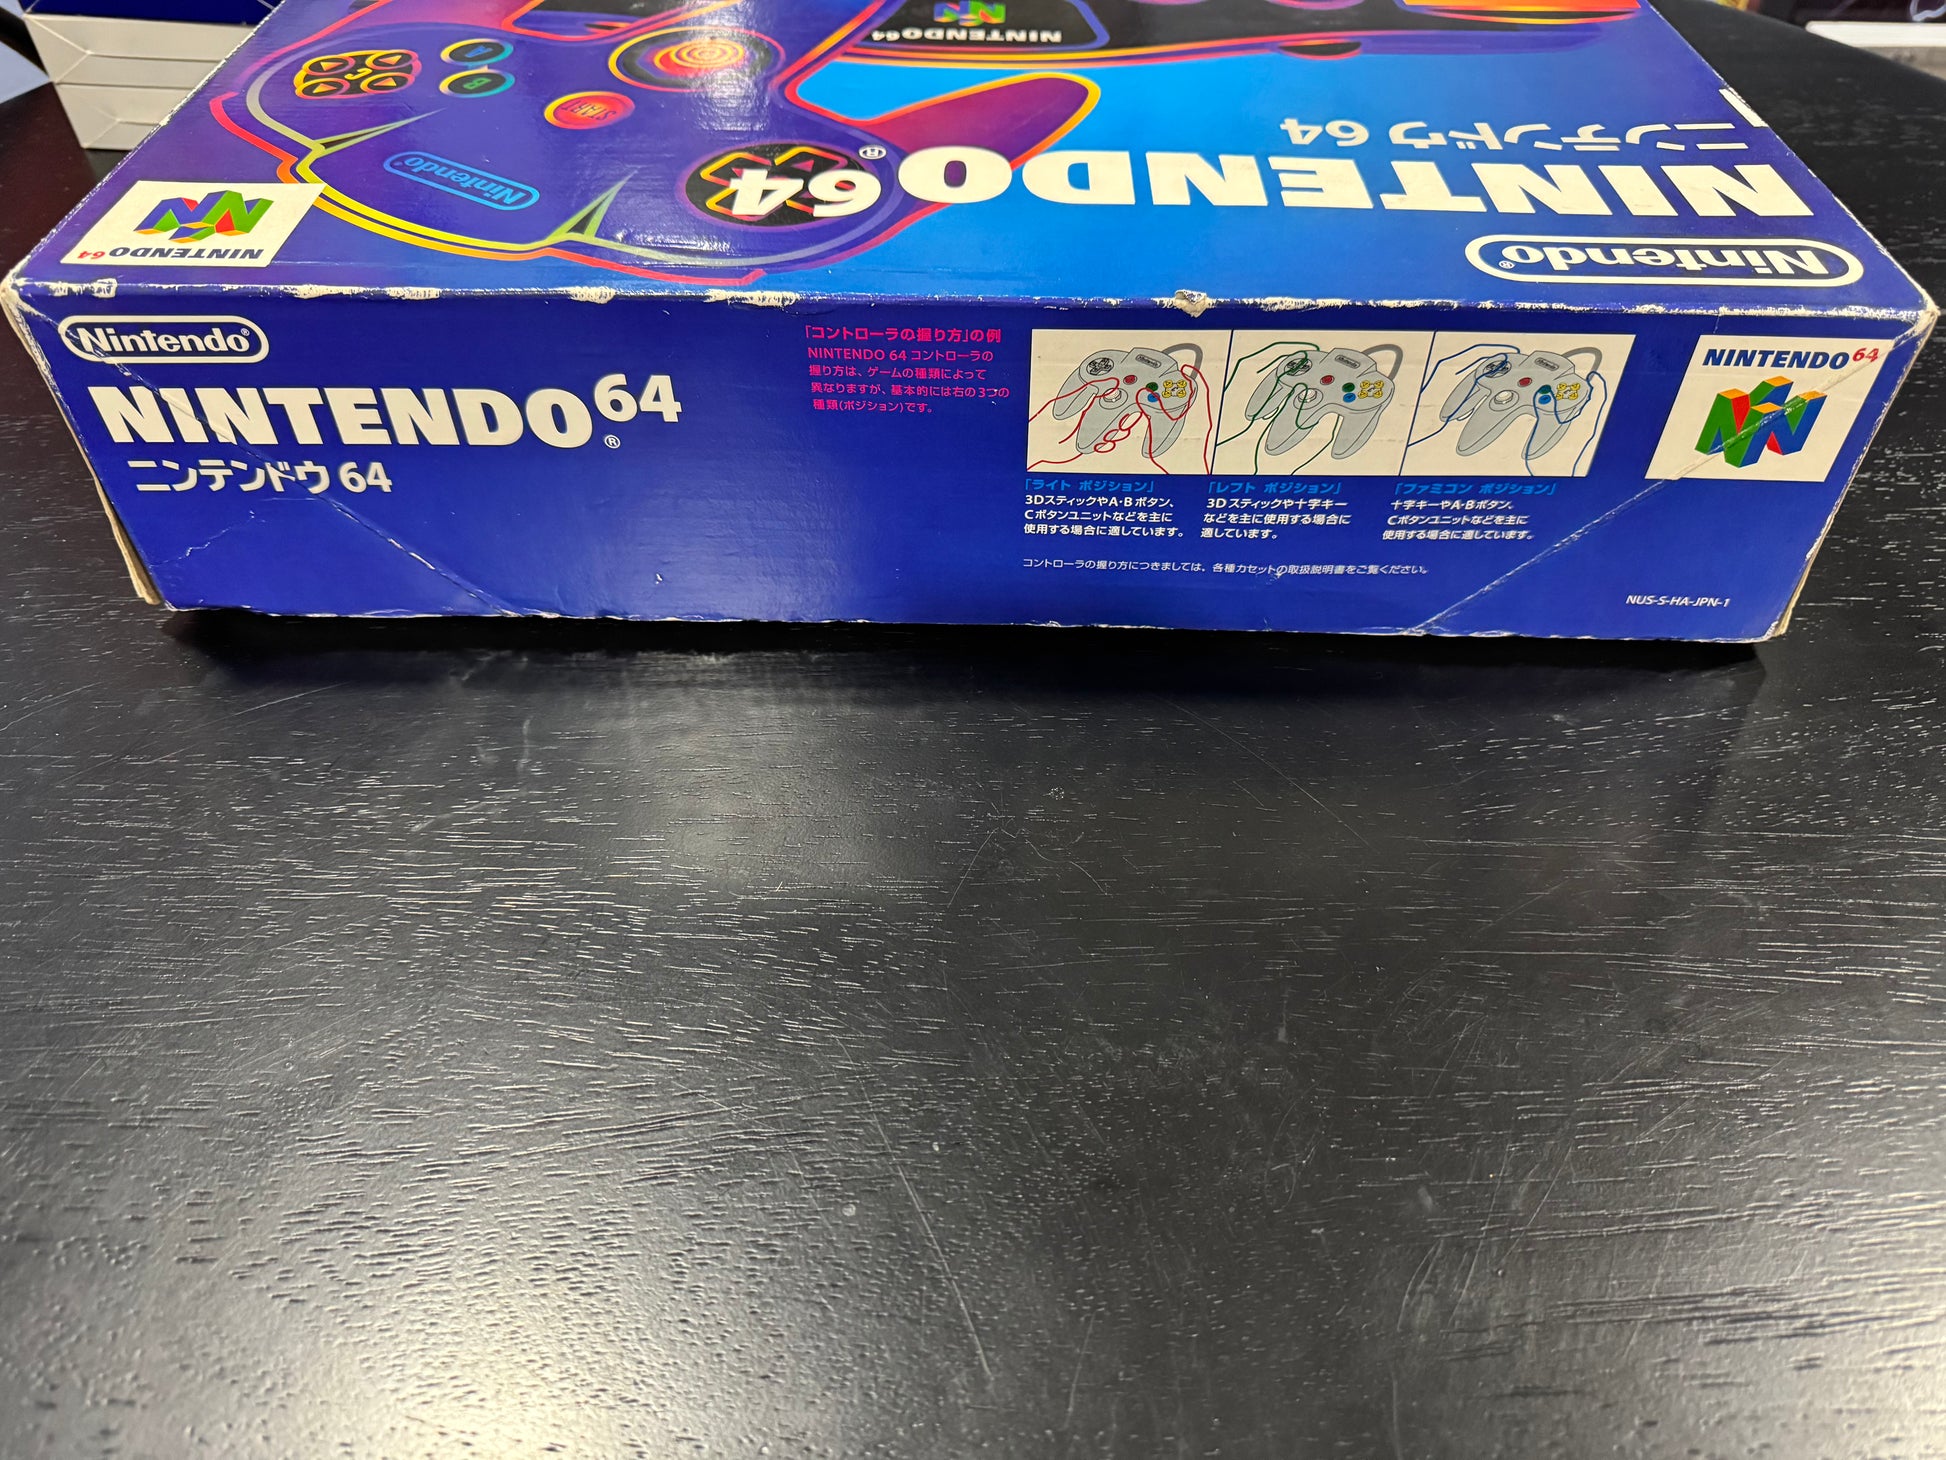 NINTENDO 64
C
A
B
START
Nintendo
ニンテンドウ 64
NINTENDO 64®
NINTENDO 64
Nintendo®
Nintendo®
NINTENDO 64®
ニンテンドウ 64
「コントローラの握り方」の例
NINTENDO 64 コントローラの
握り方は、ゲームの種類によって
異なりますが、基本的には右の3つの
種類(ポジション)です。
「ライト ポジション」
3DスティックやA・Bボタン、
Cボタンユニットなどを主に
使用する場合に適しています。
「レフト ポジション」
3Dスティックや十字キー
などを主に使用する場合に
適しています。
「ファミコン ポジション」
十字キーやA・Bボタン、
Cボタンユニットなどを主に
使用する場合に適しています。
コントローラの握り方につきましては、各種カセットの取扱説明書をご覧ください。
NINTENDO 64
NUS-S-HA-JPN-1